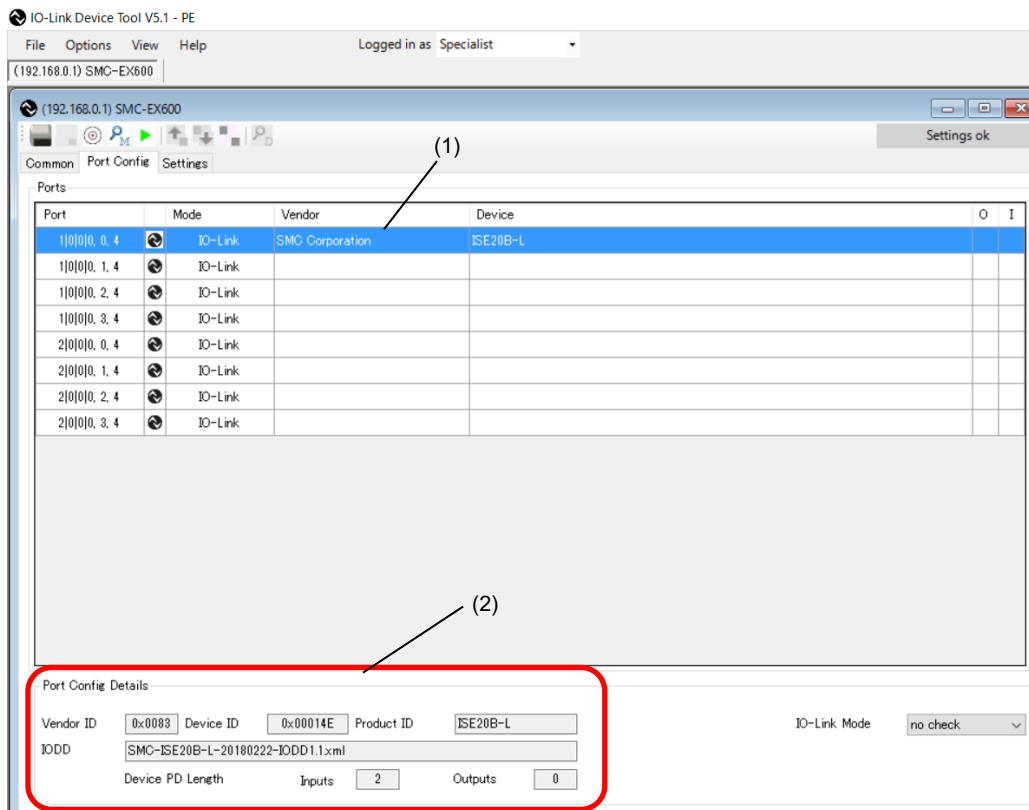 IO-Link Device Tool V5.1 - PE
File Options View Help Logged in as Specialist
(192.168.0.1) SMC-EX600
(192.168.0.1) SMC-EX600
M D Settings ok
Common Port Config Settings
(1)
Ports
Port Mode Vendor Device O I
1|0|0|0, 0, 4 IO-Link SMC Corporation ISE20B-L
1|0|0|0, 1, 4 IO-Link
1|0|0|0, 2, 4 IO-Link
1|0|0|0, 3, 4 IO-Link
2|0|0|0, 0, 4 IO-Link
2|0|0|0, 1, 4 IO-Link
2|0|0|0, 2, 4 IO-Link
2|0|0|0, 3, 4 IO-Link
(2)
Port Config Details
Vendor ID 0x0083 Device ID 0x00014E Product ID ISE20B-L IO-Link Mode no check
IODD SMC-ISE20B-L-20180222-IODD1.1.xml
Device PD Length Inputs 2 Outputs 0